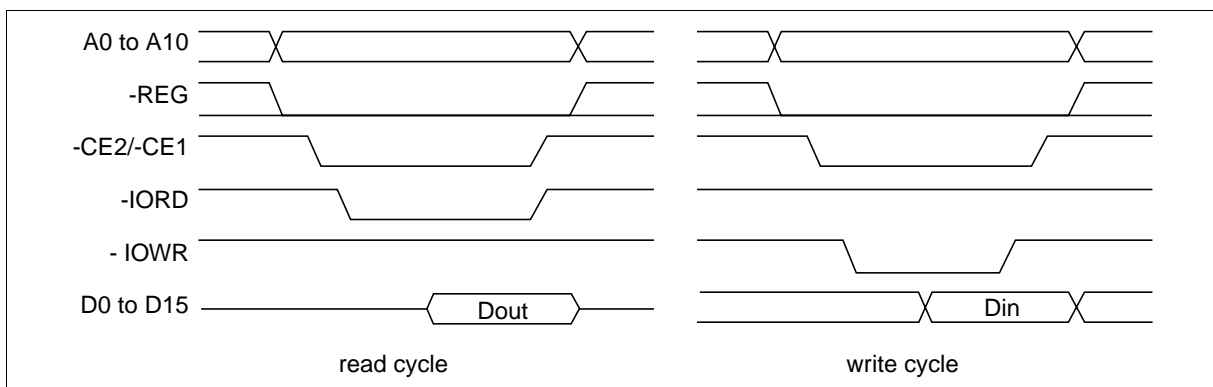 A0 to A10
-REG
-CE2/-CE1
-IORD
- IOWR
D0 to D15
Dout
Din
read cycle
write cycle